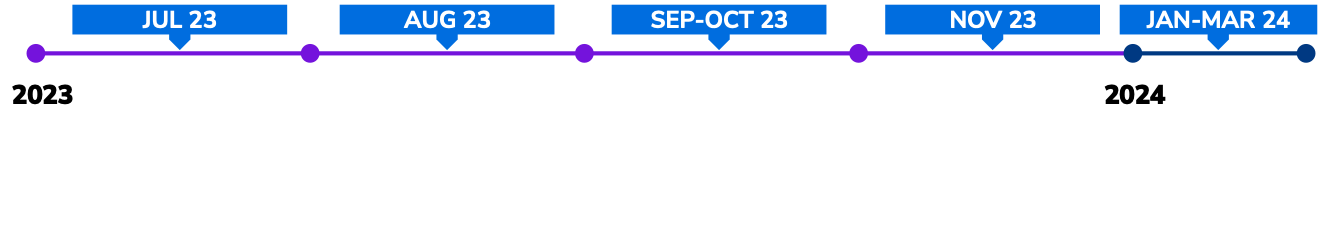 JUL 23
AUG 23
SEP-OCT 23
NOV 23
JAN-MAR 24
2023
2024